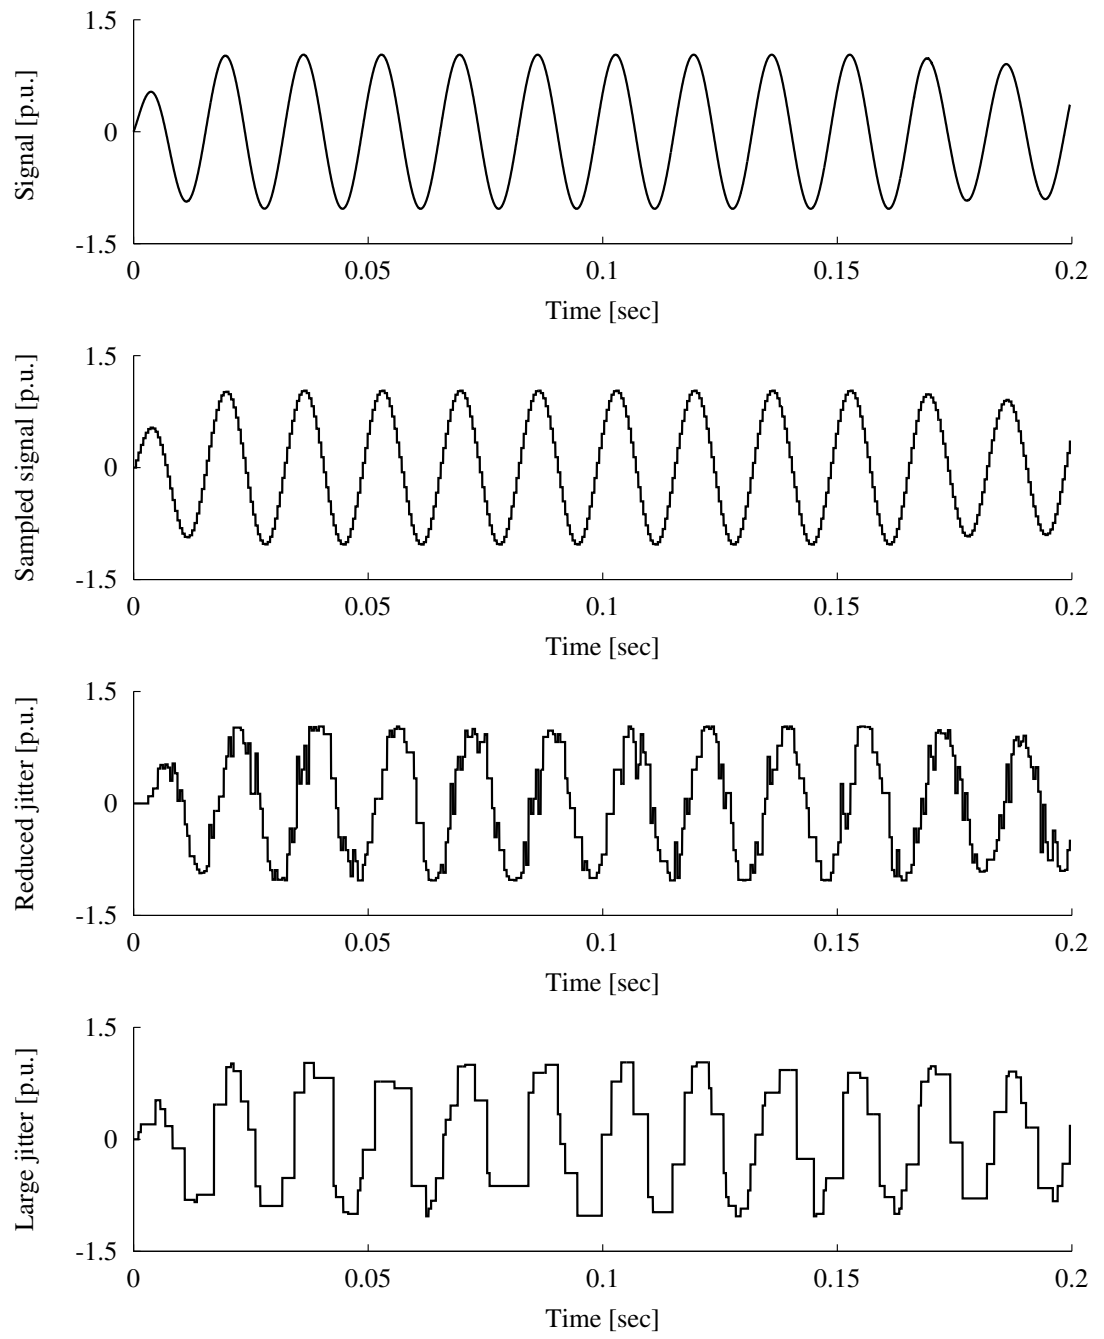 1.5
Signal [p.u.]
0
-1.5
0 0.05 0.1 0.15 0.2
Time [sec]
1.5
Sampled signal [p.u.]
0
-1.5
0 0.05 0.1 0.15 0.2
Time [sec]
1.5
Reduced jitter [p.u.]
0
-1.5
0 0.05 0.1 0.15 0.2
Time [sec]
1.5
Large jitter [p.u.]
0
-1.5
0 0.05 0.1 0.15 0.2
Time [sec]